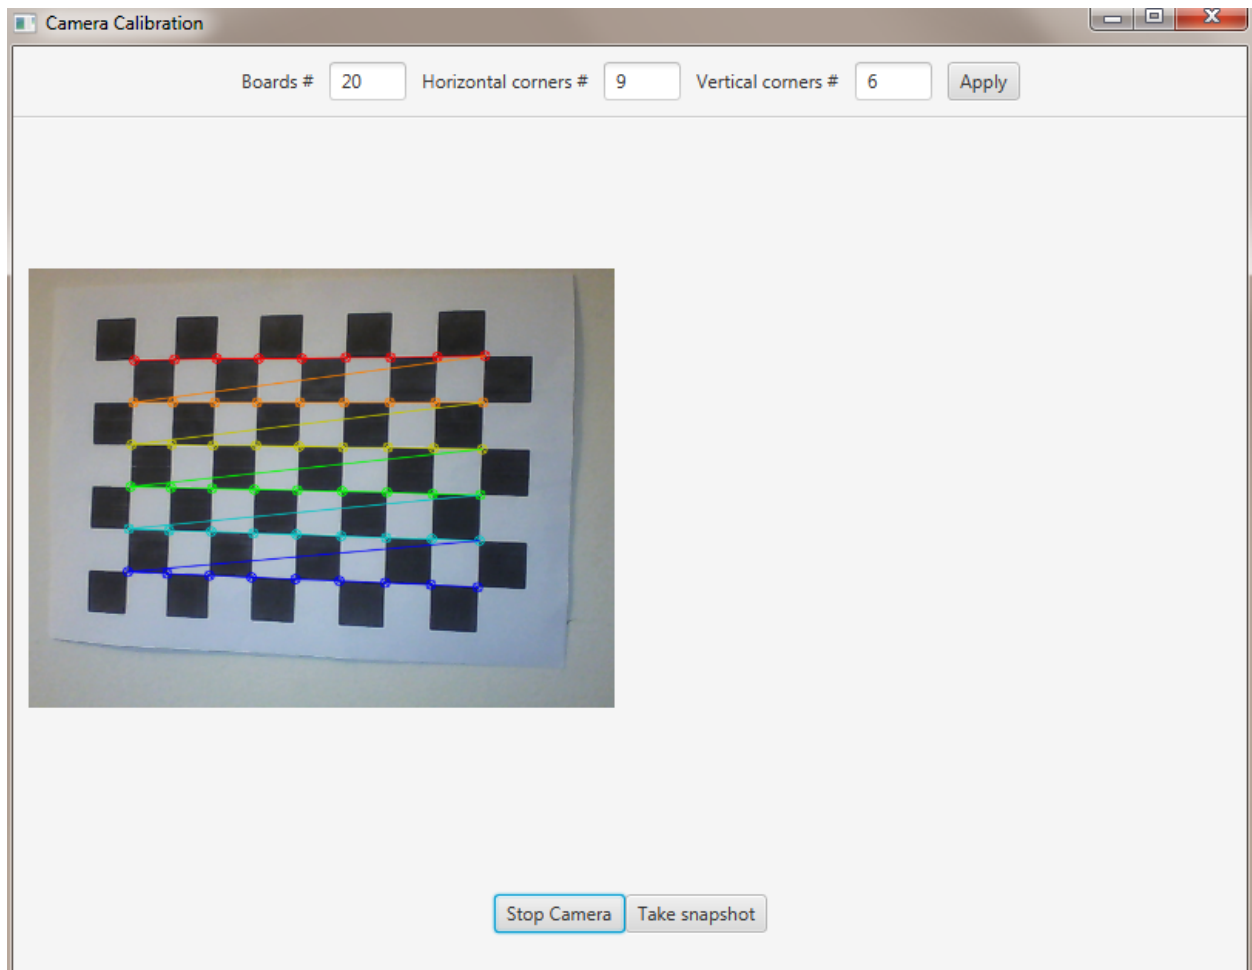 Camera Calibration
Boards # 20 Horizontal corners # 9 Vertical corners # 6 Apply
Stop Camera Take snapshot